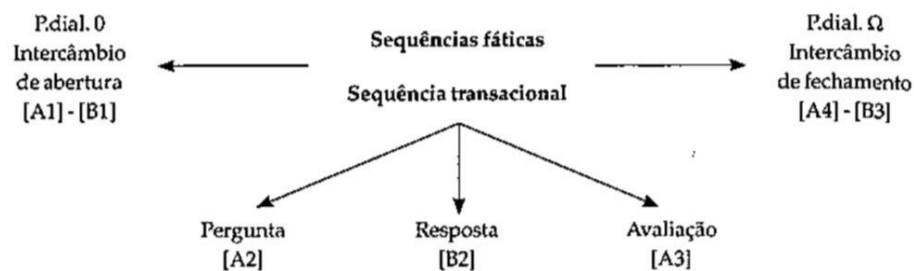 P.dial. 0
Intercâmbio
de abertura
[A1] - [B1]
Sequências fáticas
Sequência transacional
P.dial. Ω
Intercâmbio
de fechamento
[A4] - [B3]
Pergunta
[A2]
Resposta
[B2]
Avaliação
[A3]